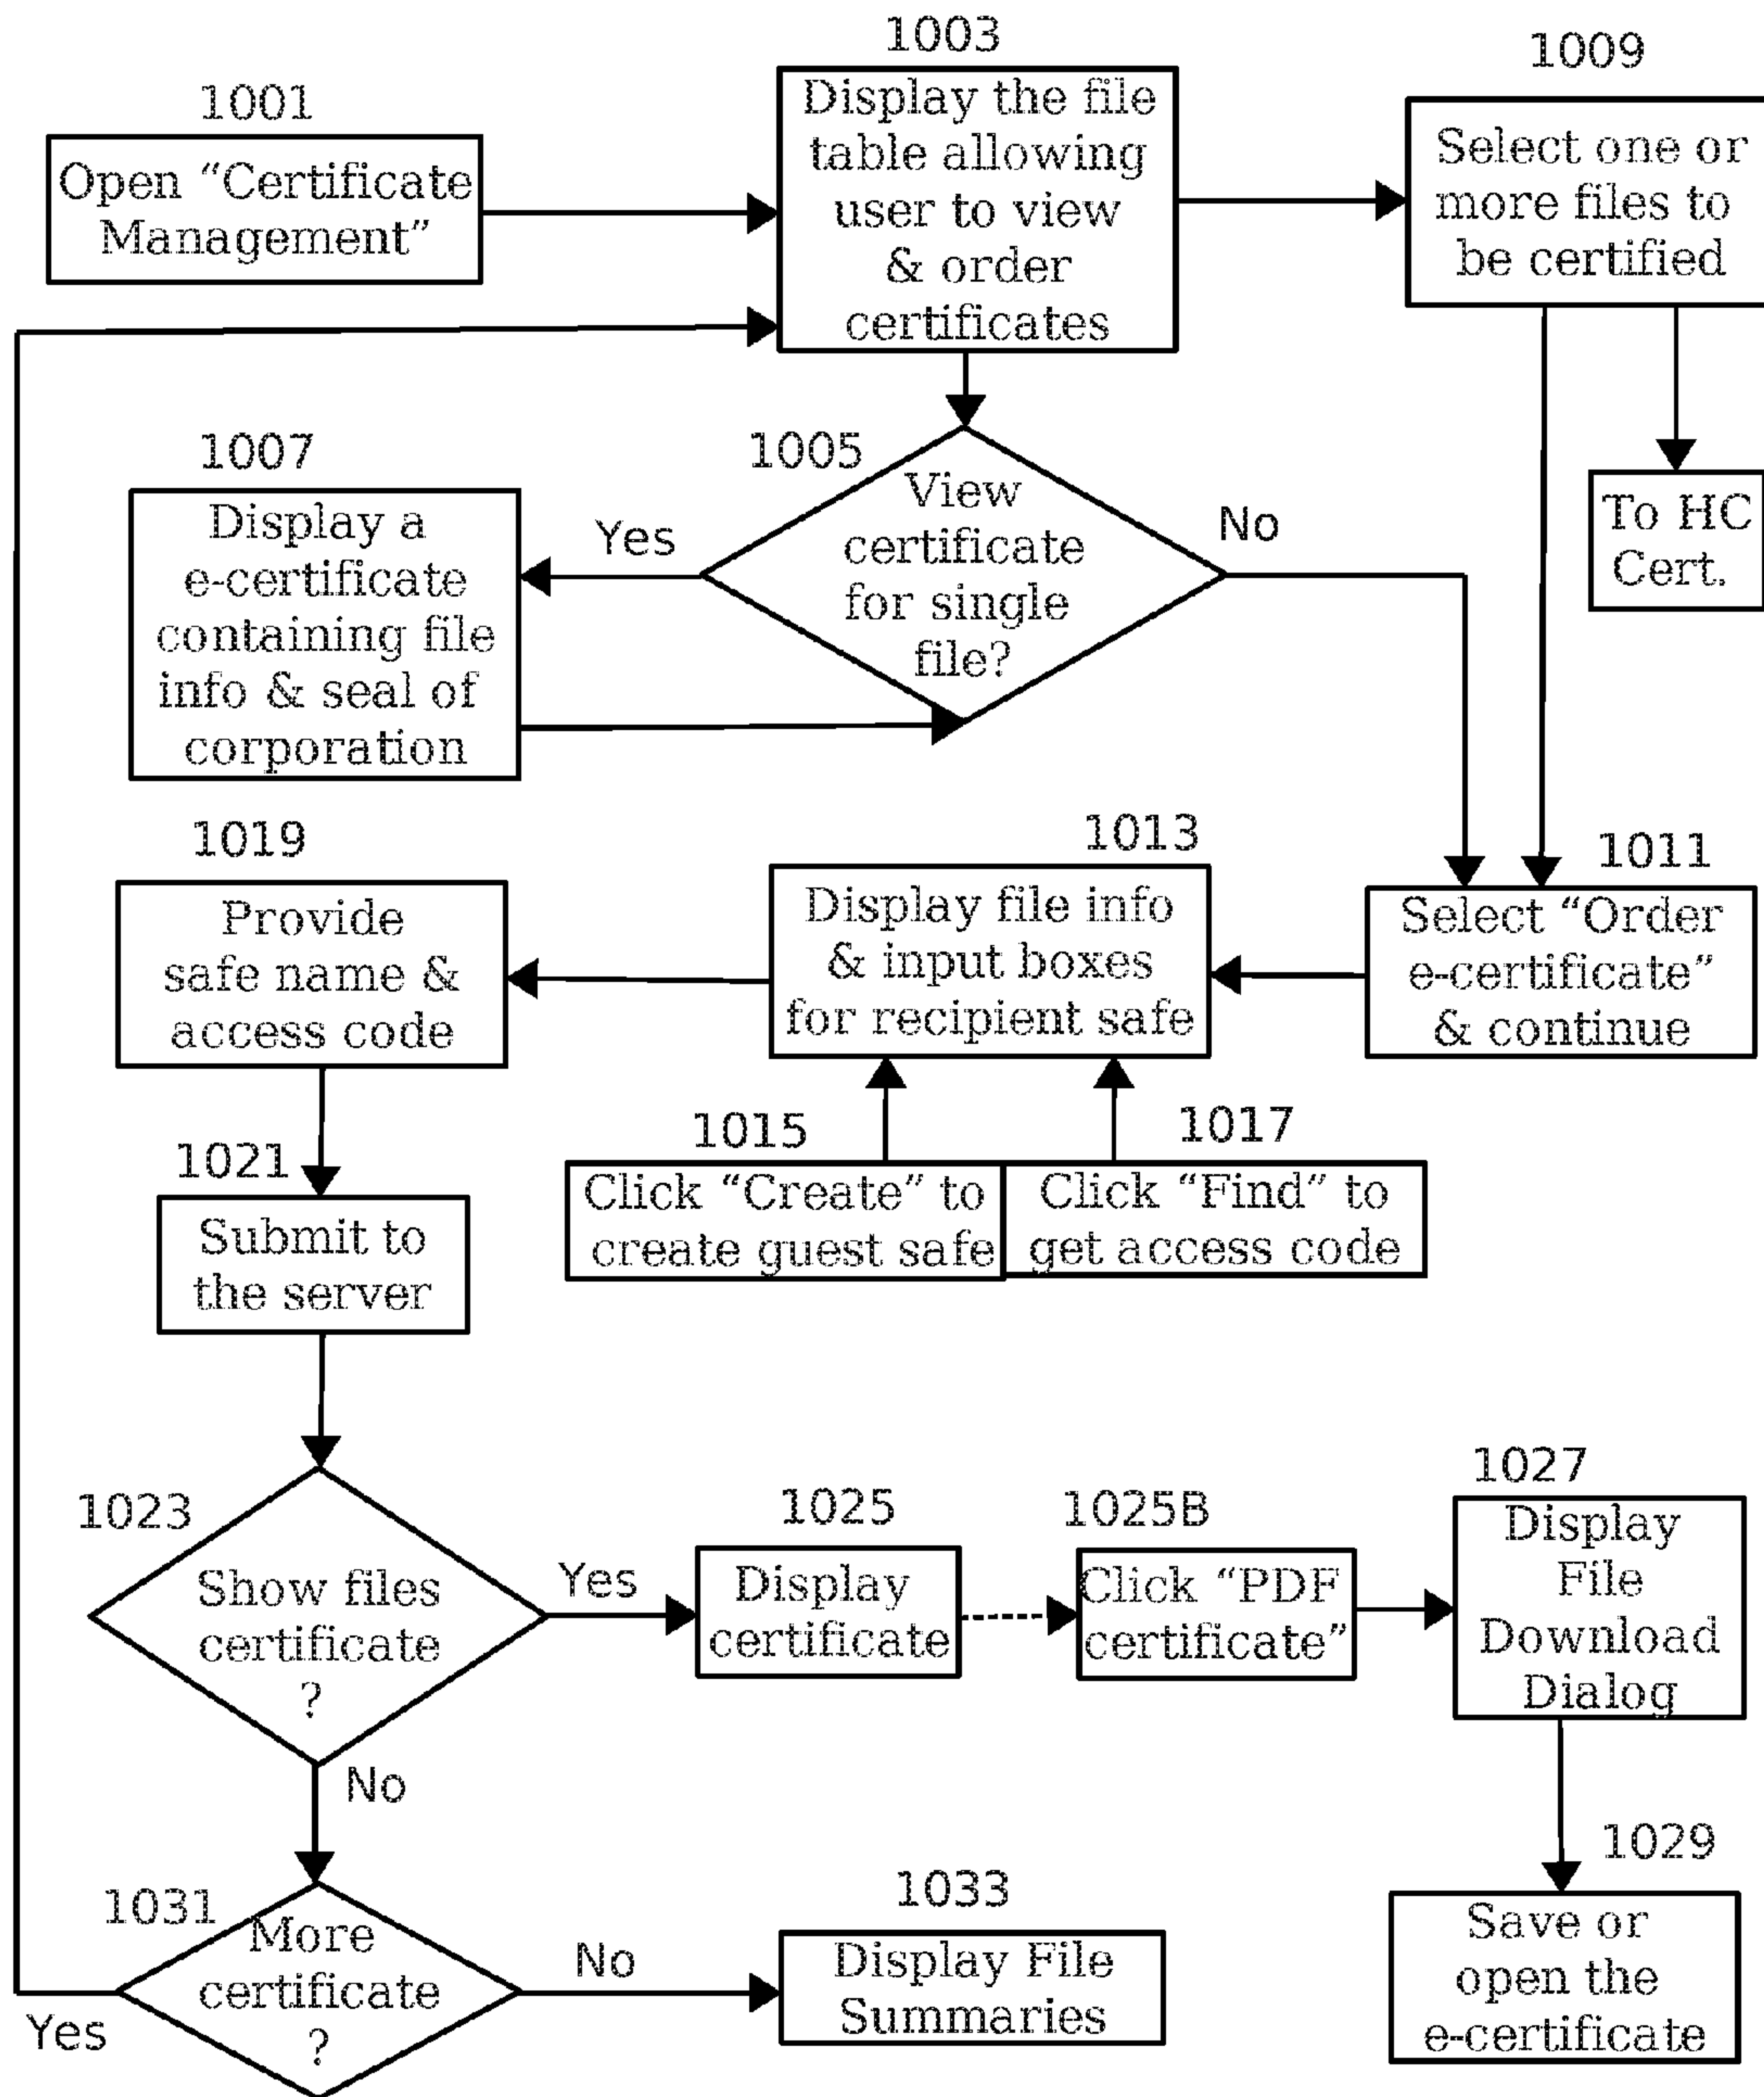 1001
Open “Certificate
Management”
1003
Display the file
table allowing
user to view
& order
certificates
1009
Select one or
more files to
be certified
To HC
Cert.
1005
View
certificate
for single
file?
Yes
No
1007
Display a
e-certificate
containing file
info & seal of
corporation
1011
Select “Order
e-certificate”
& continue
1013
Display file info
& input boxes
for recipient safe
1015
Click “Create” to
create guest safe
1017
Click “Find” to
get access code
1019
Provide
safe name &
access code
1021
Submit to
the server
1023
Show files
certificate
?
Yes
No
1025
Display
certificate
1025B
Click “PDF
certificate”
1027
Display
File
Download
Dialog
1029
Save or
open the
e-certificate
1031
More
certificate
?
Yes
No
1033
Display File
Summaries